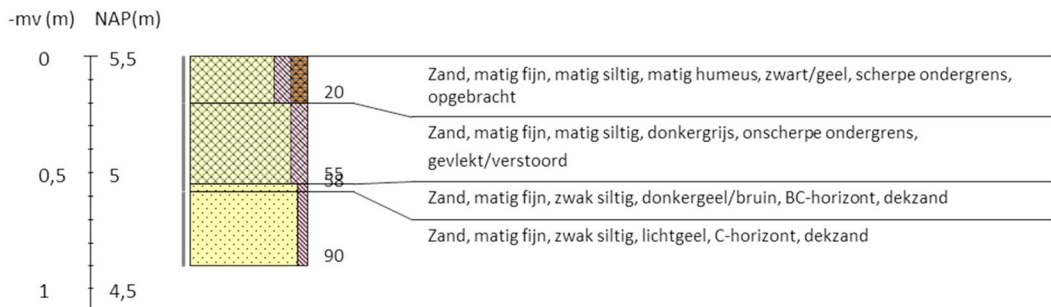 -mv (m) NAP(m)
0 5,5
Zand, matig fijn, matig siltig, matig humeus, zwart/geel, scherpe ondergrens,
20
opgebracht
Zand, matig fijn, matig siltig, donkergrijs, onscherpe ondergrens,
gevlekt/verstoord
0,5 5
55
58
Zand, matig fijn, zwak siltig, donkergeel/bruin, BC-horizont, dekzand
Zand, matig fijn, zwak siltig, lichtgeel, C-horizont, dekzand
90
1 4,5